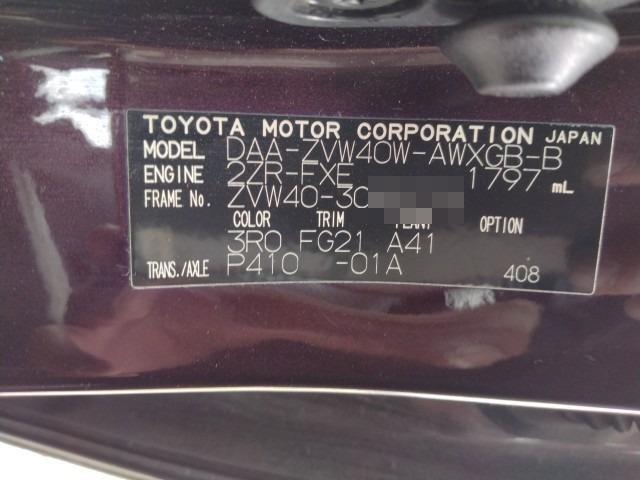 TOYOTA MOTOR CORPORATION JAPAN
MODEL DAA-ZVW40W-AWXGB-B
ENGINE 2ZR-FXE 1797 mL
FRAME No. ZVW40-30
COLOR TRIM PLANT OPTION
3R0 FG21 A41
TRANS./AXLE P410 -01A 408